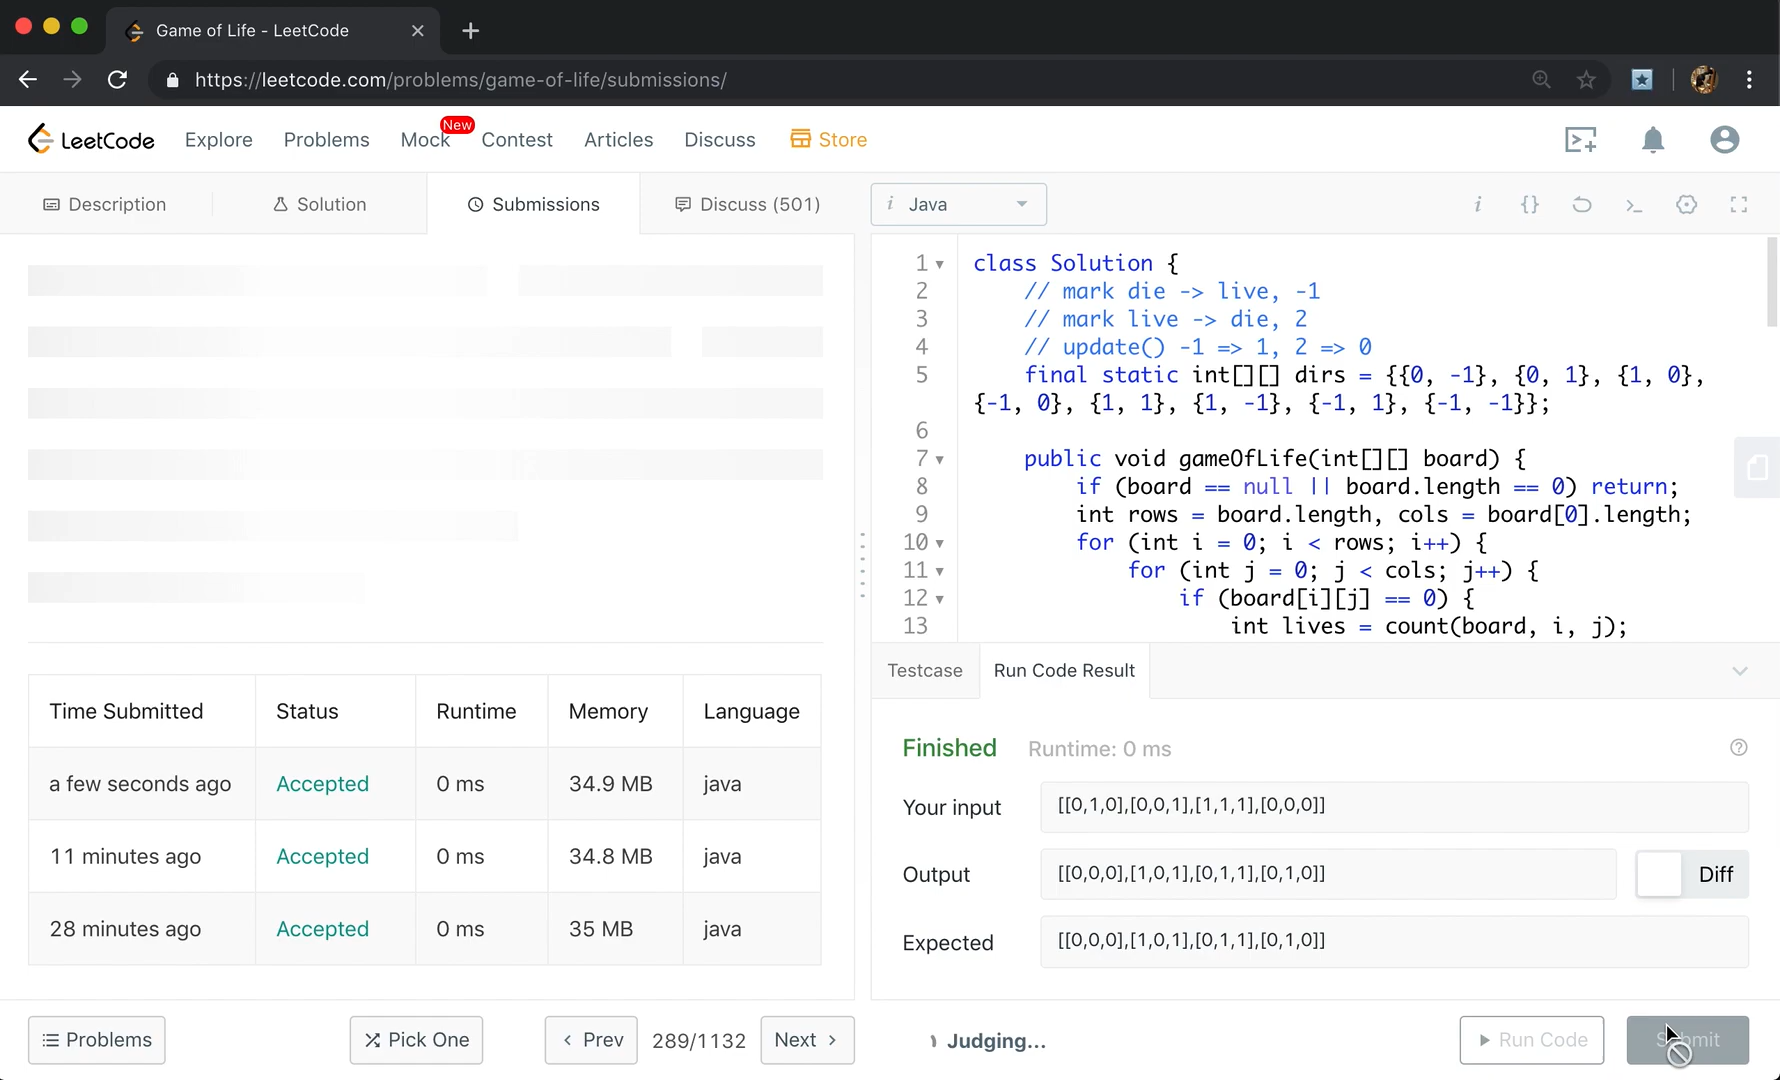 Game of Life - LeetCode
https://leetcode.com/problems/game-of-life/submissions/
LeetCode Explore Problems Mock New Contest Articles Discuss Store
Description Solution Submissions Discuss (501) i Java i {}
1 class Solution {
2 // mark die -> live, -1
3 // mark live -> die, 2
4 // update() -1 => 1, 2 => 0
5 final static int[][] dirs = {{0, -1}, {0, 1}, {1, 0},
{-1, 0}, {1, 1}, {1, -1}, {-1, 1}, {-1, -1}};
6
7 public void gameOfLife(int[][] board) {
8 if (board == null || board.length == 0) return;
9 int rows = board.length, cols = board[0].length;
10 for (int i = 0; i < rows; i++) {
11 for (int j = 0; j < cols; j++) {
12 if (board[i][j] == 0) {
13 int lives = count(board, i, j);
Time Submitted Status Runtime Memory Language
a few seconds ago Accepted 0 ms 34.9 MB java
11 minutes ago Accepted 0 ms 34.8 MB java
28 minutes ago Accepted 0 ms 35 MB java
Testcase Run Code Result
Finished Runtime: 0 ms
Your input [[0,1,0],[0,0,1],[1,1,1],[0,0,0]]
Output [[0,0,0],[1,0,1],[0,1,1],[0,1,0]] Diff
Expected [[0,0,0],[1,0,1],[0,1,1],[0,1,0]]
Problems Pick One Prev 289/1132 Next Judging... Run Code Submit